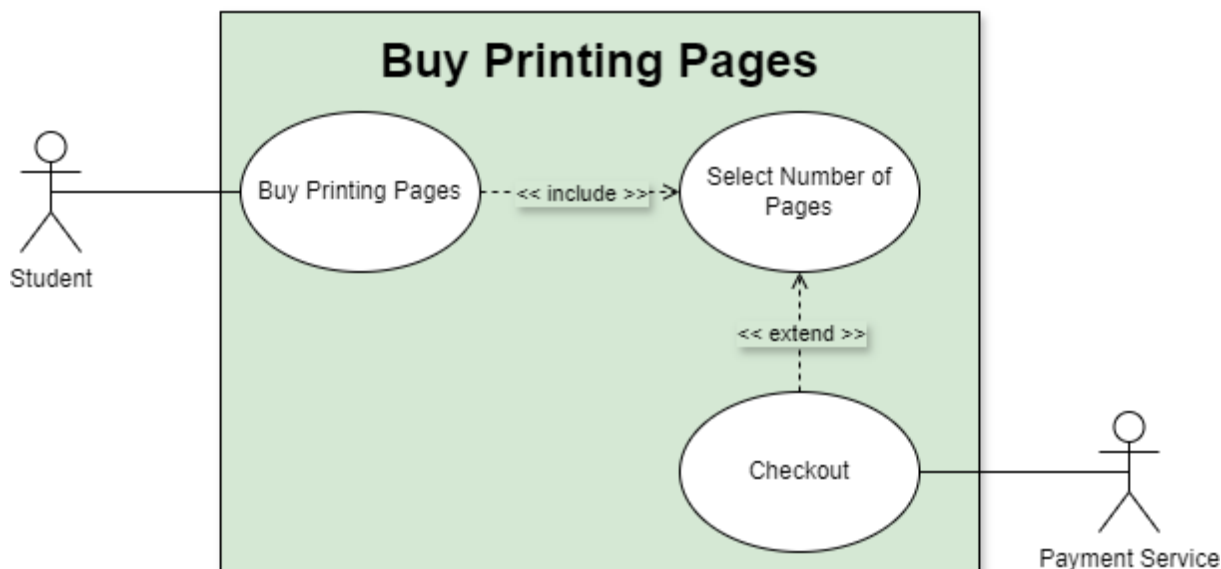 Buy Printing Pages
Buy Printing Pages
<< include >>
Select Number of
Pages
Student
<< extend >>
Checkout
Payment Service